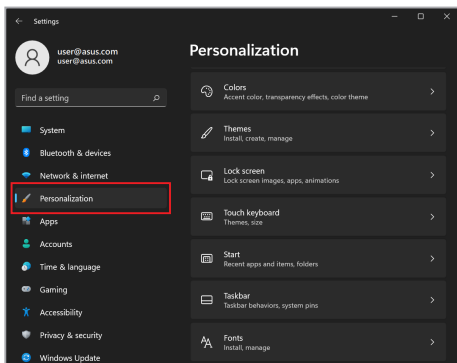 Settings
user@asus.com
user@asus.com
Find a setting
System
Bluetooth & devices
Network & internet
Personalization
Apps
Accounts
Time & language
Gaming
Accessibility
Privacy & security
Windows Update
Personalization
Colors
Accent color, transparency effects, color theme
Themes
Install, create, manage
Lock screen
Lock screen images, apps, animations
Touch keyboard
Themes, size
Start
Recent apps and items, folders
Taskbar
Taskbar behaviors, system pins
Fonts
Install, manage